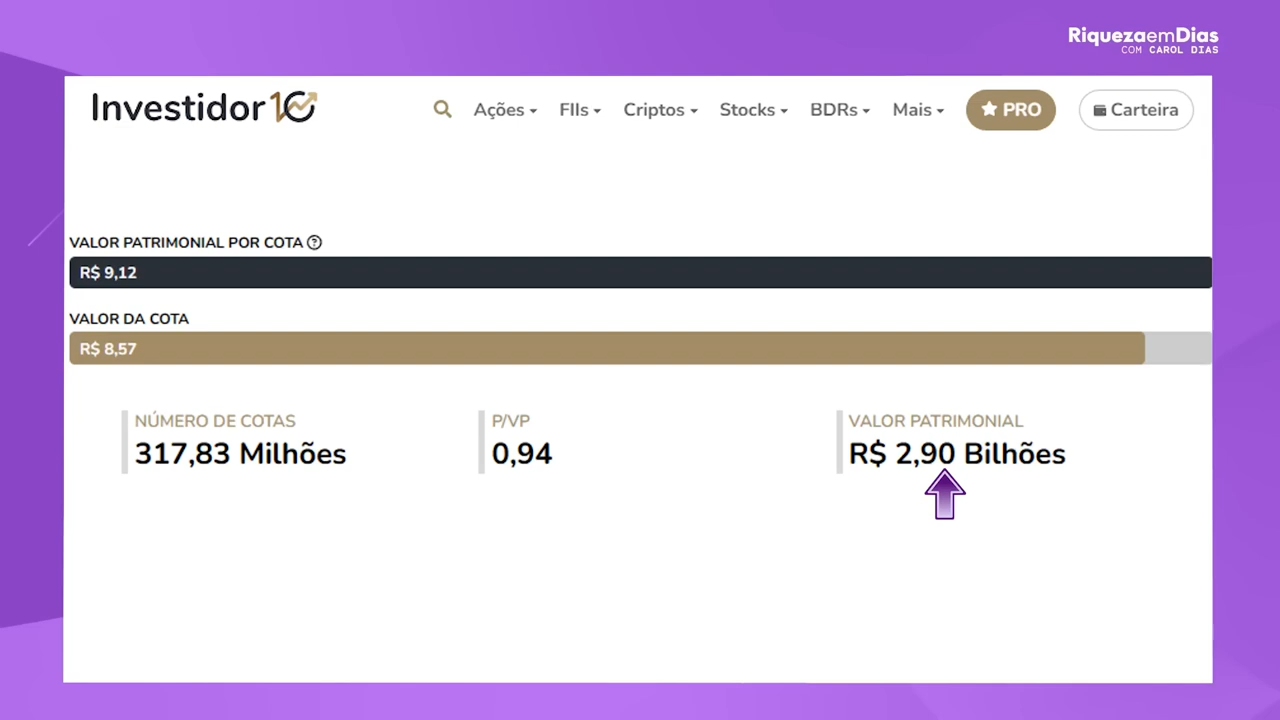 RiquezaemDias
COM CAROL DIAS
Investidor10
Ações
FIIs
Criptos
Stocks
BDRs
Mais
PRO
Carteira
VALOR PATRIMONIAL POR COTA ?
R$ 9,12
VALOR DA COTA
R$ 8,57
NÚMERO DE COTAS
317,83 Milhões
P/VP
0,94
VALOR PATRIMONIAL
R$ 2,90 Bilhões